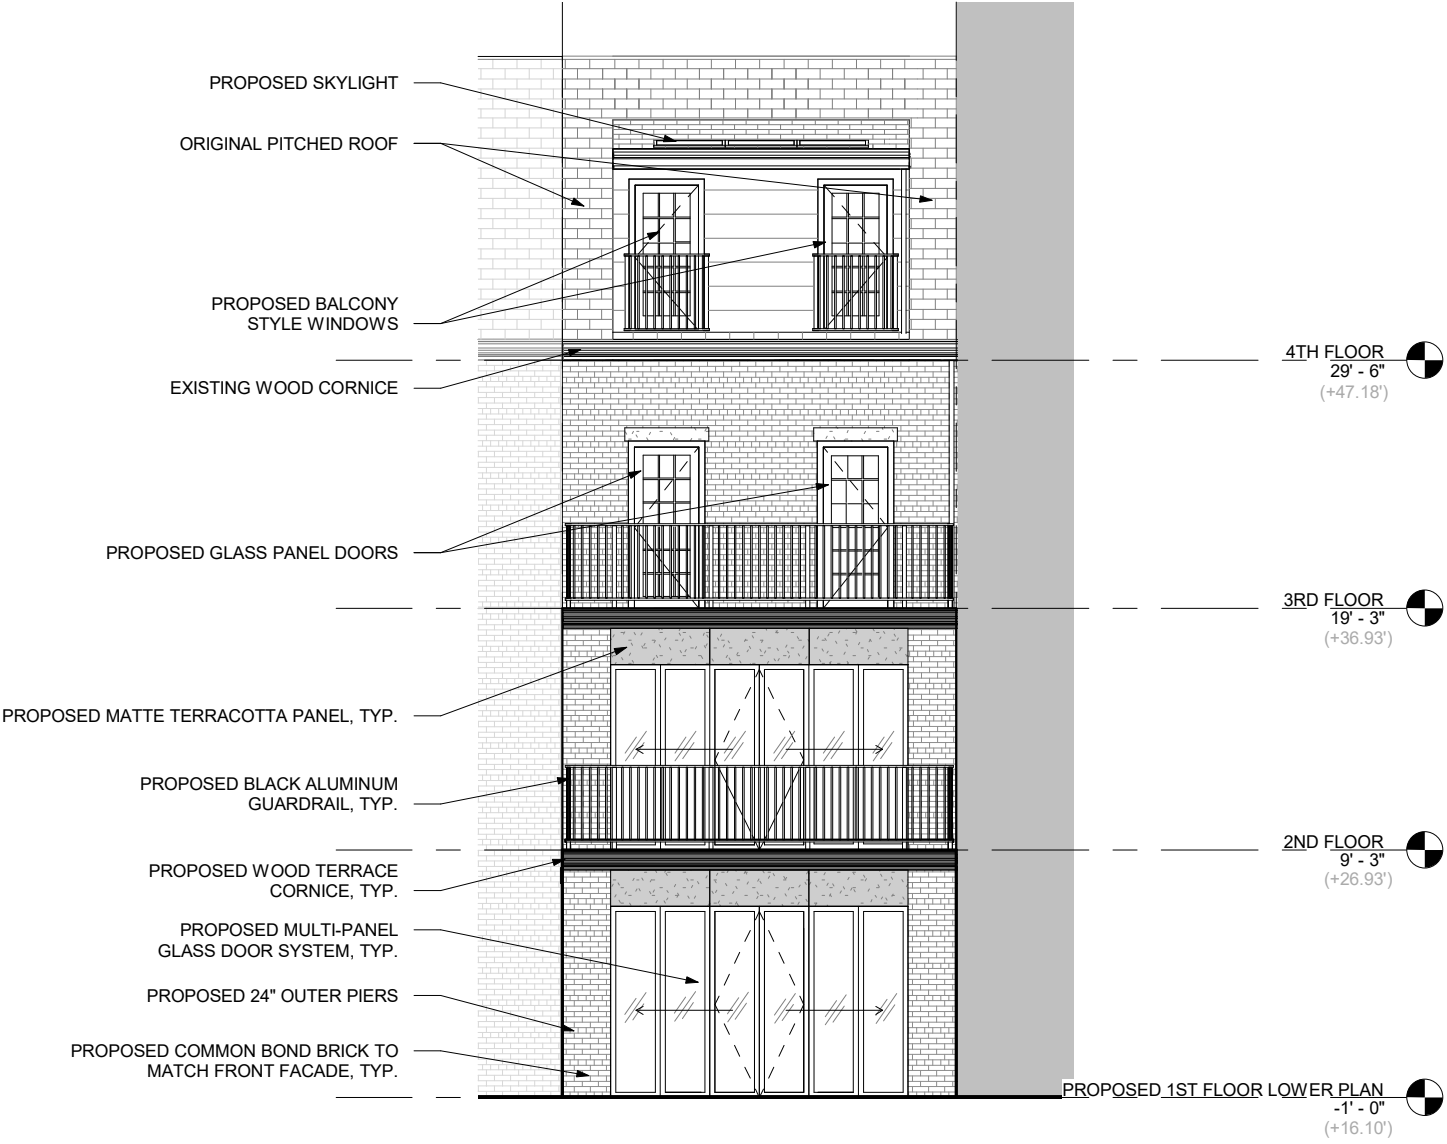 PROPOSED SKYLIGHT
ORIGINAL PITCHED ROOF
PROPOSED BALCONY
STYLE WINDOWS
EXISTING WOOD CORNICE
PROPOSED GLASS PANEL DOORS
PROPOSED MATTE TERRACOTTA PANEL, TYP.
PROPOSED BLACK ALUMINUM
GUARDRAIL, TYP.
PROPOSED WOOD TERRACE
CORNICE, TYP.
PROPOSED MULTI-PANEL
GLASS DOOR SYSTEM, TYP.
PROPOSED 24" OUTER PIERS
PROPOSED COMMON BOND BRICK TO
MATCH FRONT FACADE, TYP.
4TH FLOOR
29' - 6"
(+47.18')
3RD FLOOR
19' - 3"
(+36.93')
2ND FLOOR
9' - 3"
(+26.93')
PROPOSED 1ST FLOOR LOWER PLAN
-1' - 0"
(+16.10')